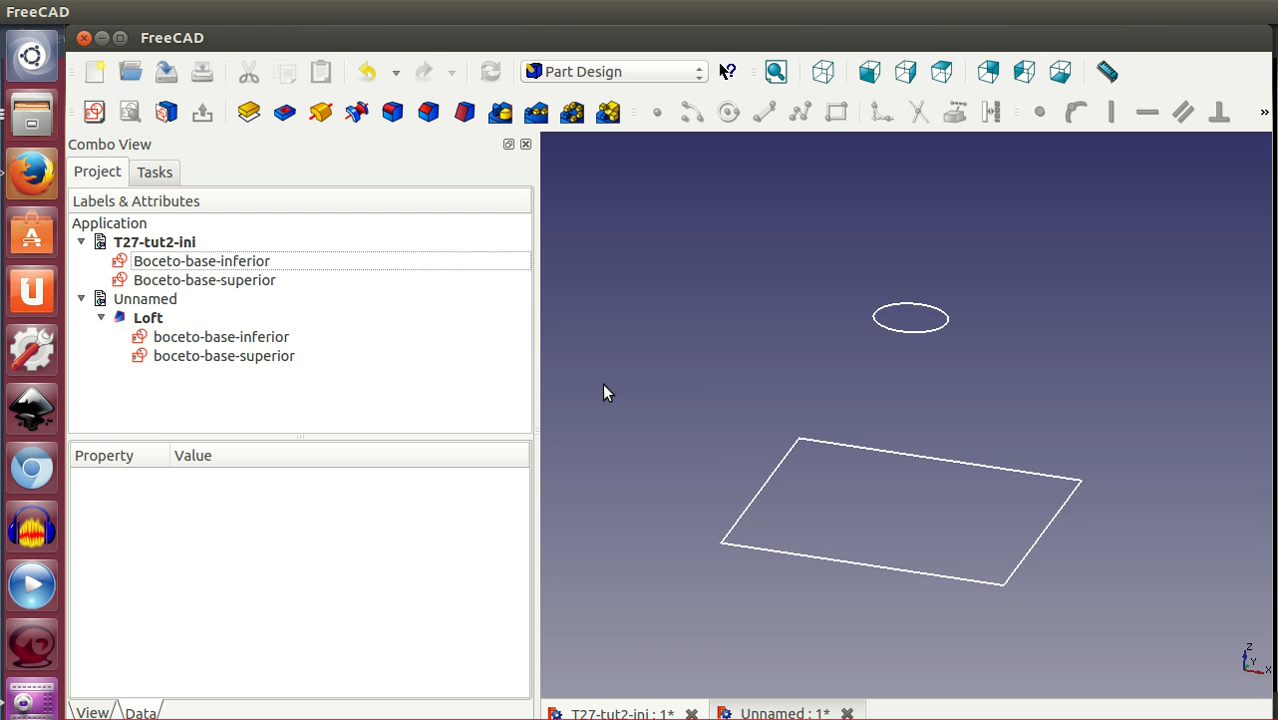 FreeCAD
FreeCAD
Part Design
Combo View
Project Tasks
Labels & Attributes
Application
T27-tut2-ini
Boceto-base-inferior
Boceto-base-superior
Unnamed
Loft
boceto-base-inferior
boceto-base-superior
Property Value
View Data
T27-tut2-ini : 1* Unnamed : 1*
Z
Y
X